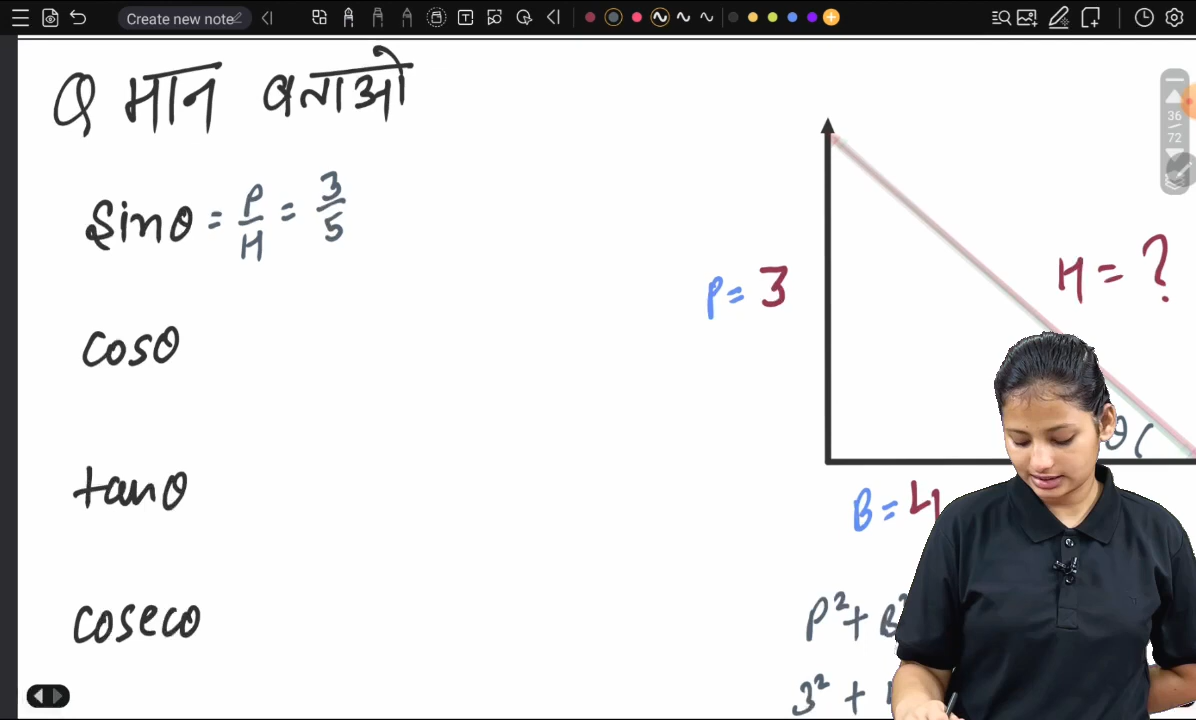 Create new note
36
72
Q मान बताओ
sinθ = P/H = 3/5
P = 3
H = ?
cosθ
θ
tanθ
B = 4
cosecθ
P² + B²
3² +